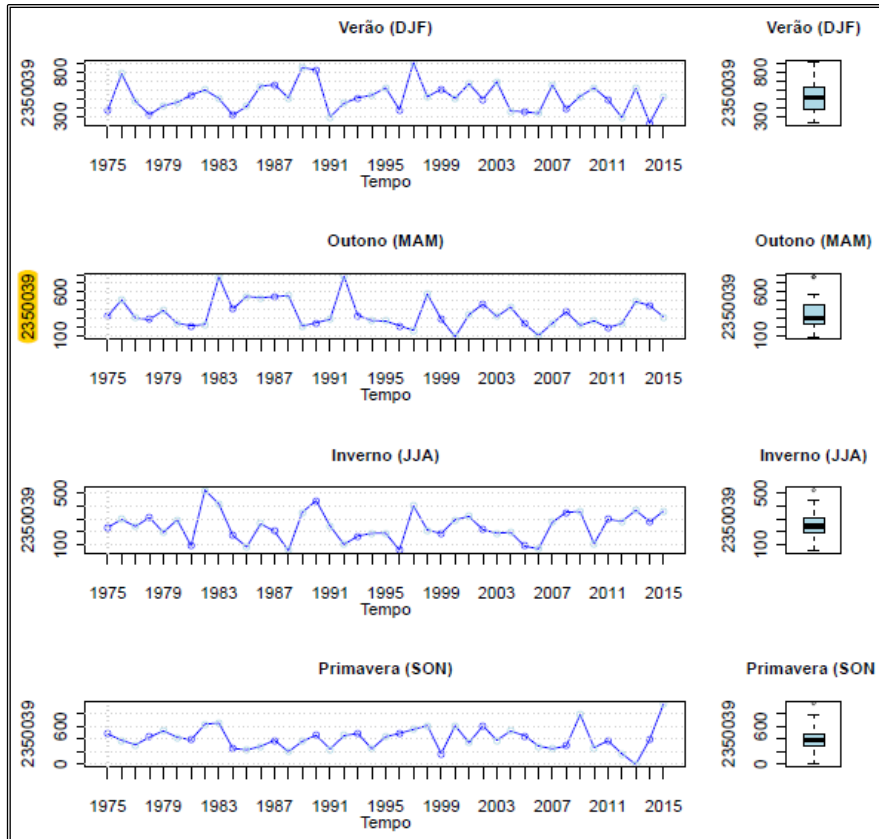 Verão (DJF)
Verão (DJF)
2350039
300 800
1975 1979 1983 1987 1991 1995 1999 2003 2007 2011 2015
Tempo
2350039
300 800
Outono (MAM)
Outono (MAM)
2350039
100 600
1975 1979 1983 1987 1991 1995 1999 2003 2007 2011 2015
Tempo
2350039
100 600
Inverno (JJA)
Inverno (JJA)
2350039
100 500
1975 1979 1983 1987 1991 1995 1999 2003 2007 2011 2015
Tempo
2350039
100 500
Primavera (SON)
Primavera (SON
2350039
0 600
1975 1979 1983 1987 1991 1995 1999 2003 2007 2011 2015
Tempo
2350039
0 600